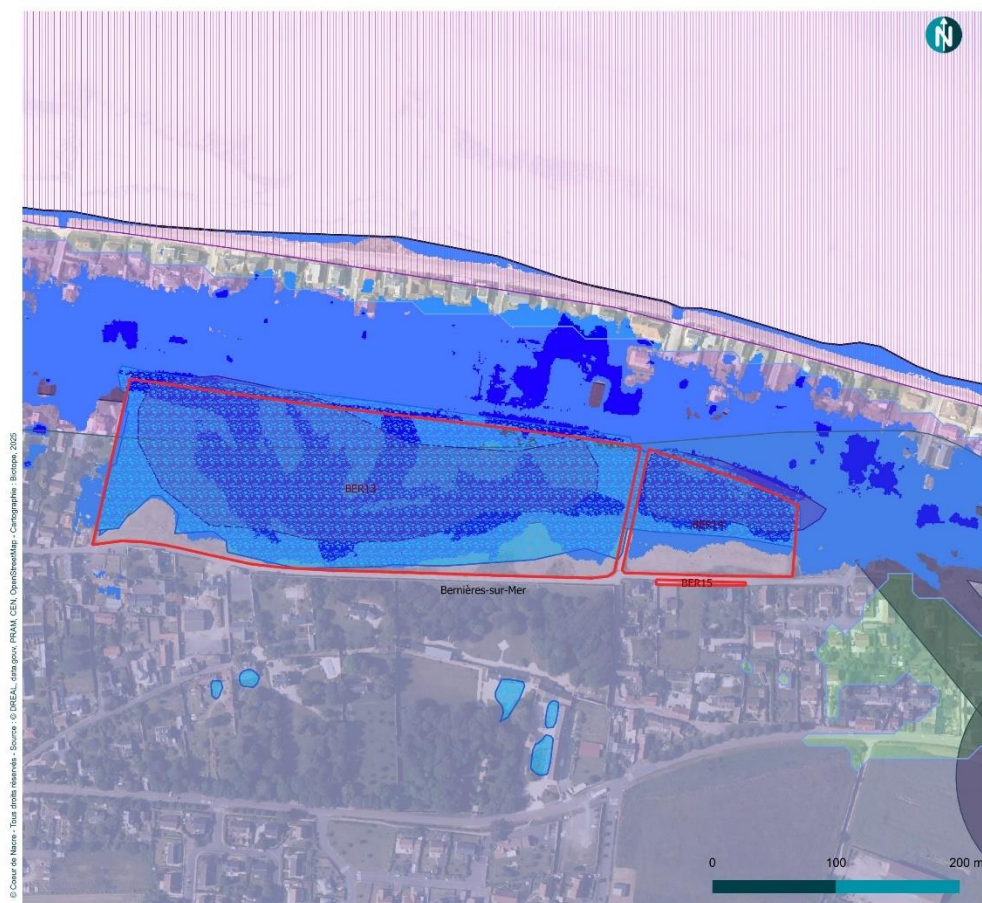 N
BER13
BER14
BER15
Bernières-sur-Mer
0 100 200 m
© Coeur de Nacre - Tous droits réservés - Source : © DREAL, data.gouv, PRAM, CEN, OpenStreetMap - Cartographie : Biotope, 2025